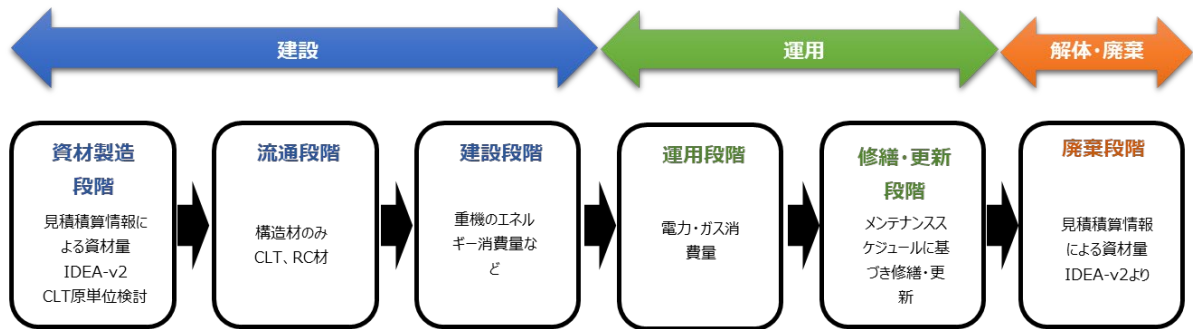 建設
運用
解体・廃棄
資材製造
段階
見積積算情報に
よる資材量
IDEA-v2
CLT原単位検討
流通段階
構造材のみ
CLT、RC材
建設段階
重機のエネル
ギー消費量な
ど
運用段階
電力・ガス消
費量
修繕・更新
段階
メンテナンスス
ケジュールに基
づき修繕・更
新
廃棄段階
見積積算情報
による資材量
IDEA-v2より